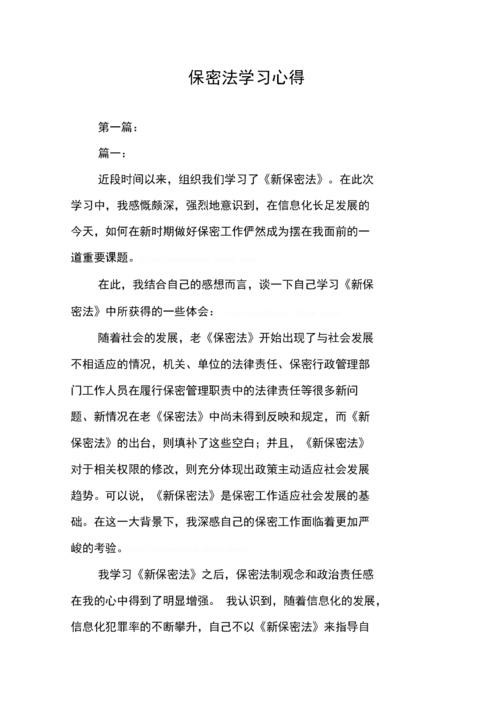 保密法学习心得
第一篇：
篇一：
近段时间以来，组织我们学习了《新保密法》。在此次
学习中，我感慨颇深，强烈地意识到，在信息化长足发展的
今天，如何在新时期做好保密工作俨然成为摆在我面前的一
道重要课题。
在此，我结合自己的感想而言，谈一下自己学习《新保
密法》中所获得的一些体会：
随着社会的发展，老《保密法》开始出现了与社会发展
不相适应的情况，机关、单位的法律责任、保密行政管理部
门工作人员在履行保密管理职责中的法律责任等很多新问
题、新情况在老《保密法》中尚未得到反映和规定，而《新
保密法》的出台，则填补了这些空白；并且，《新保密法》
对于相关权限的修改，则充分体现出政策主动适应社会发展
趋势。可以说，《新保密法》是保密工作适应社会发展的基
础。在这一大背景下，我深感自己的保密工作面临着更加严
峻的考验。
我学习《新保密法》之后，保密法制观念和政治责任感
在我的心中得到了明显增强。 我认识到，随着信息化的发展，
信息化犯罪率的不断攀升，自己不以《新保密法》来指导自